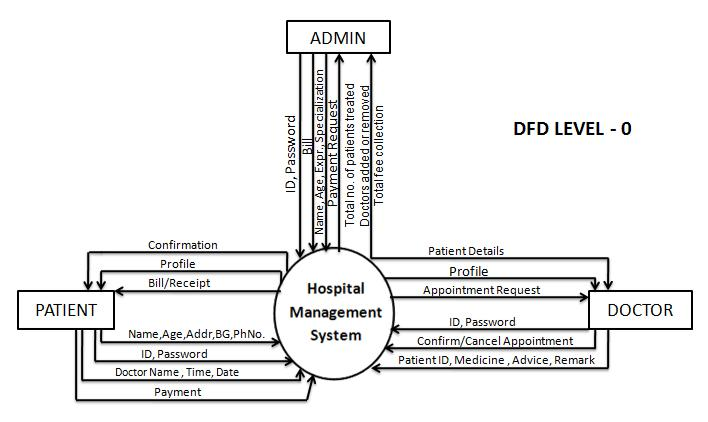 ADMIN
ID, Password
Bill
Name, Age, Expr., Specialization
Payment Request
Total no. of patients treated
Doctors added or removed
Total fee collection
DFD LEVEL - 0
Confirmation
Profile
Bill/Receipt
PATIENT
Name,Age,Addr,BG,PhNo.
ID, Password
Doctor Name , Time, Date
Payment
Hospital
Management
System
Patient Details
Profile
Appointment Request
DOCTOR
ID, Password
Confirm/Cancel Appointment
Patient ID, Medicine , Advice, Remark